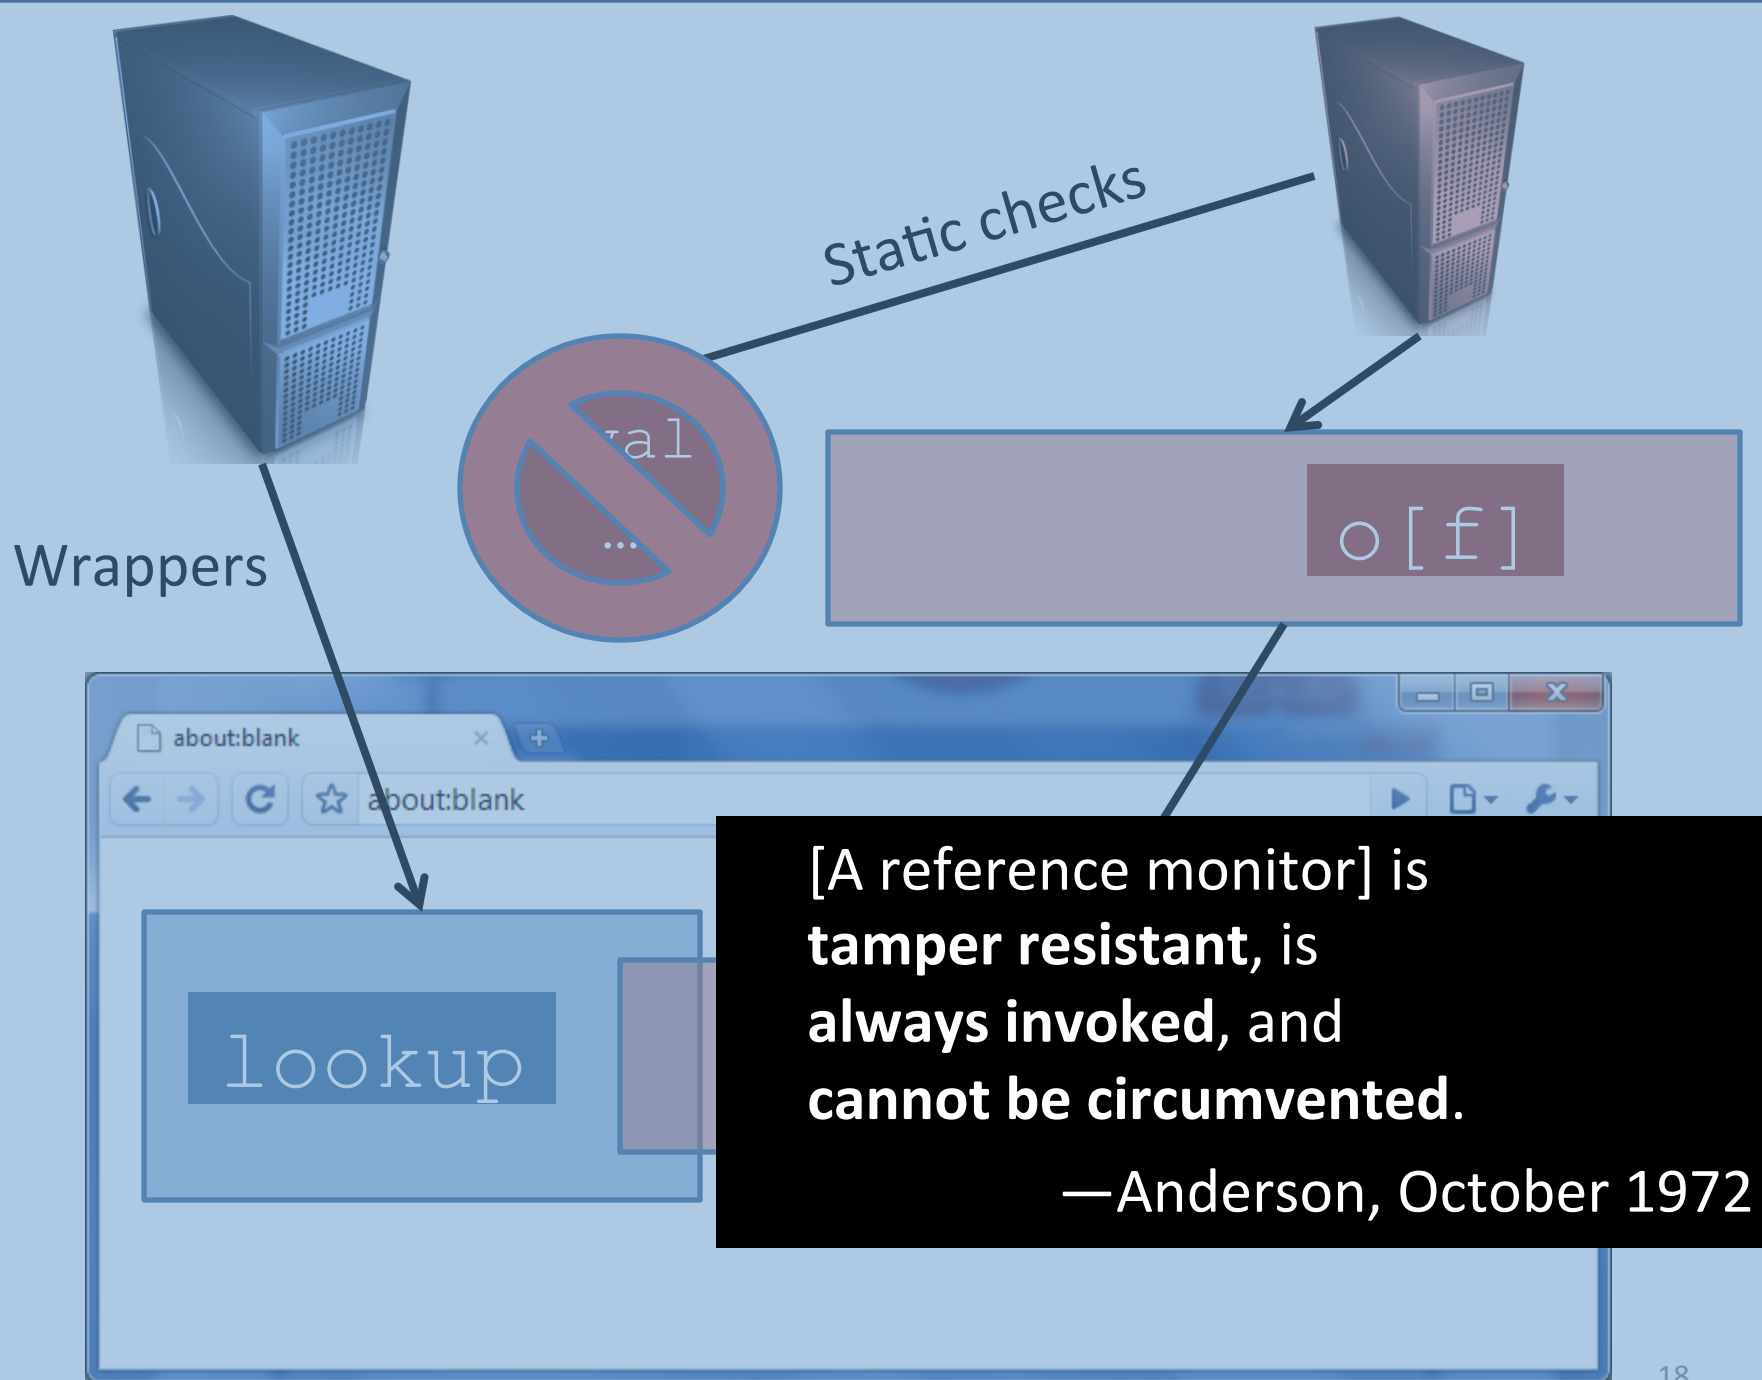 Static checks
val
o[f]
...
Wrappers
about:blank
about:blank
[A reference monitor] is
tamper resistant, is
always invoked, and
cannot be circumvented.
lookup
—Anderson, October 1972
18